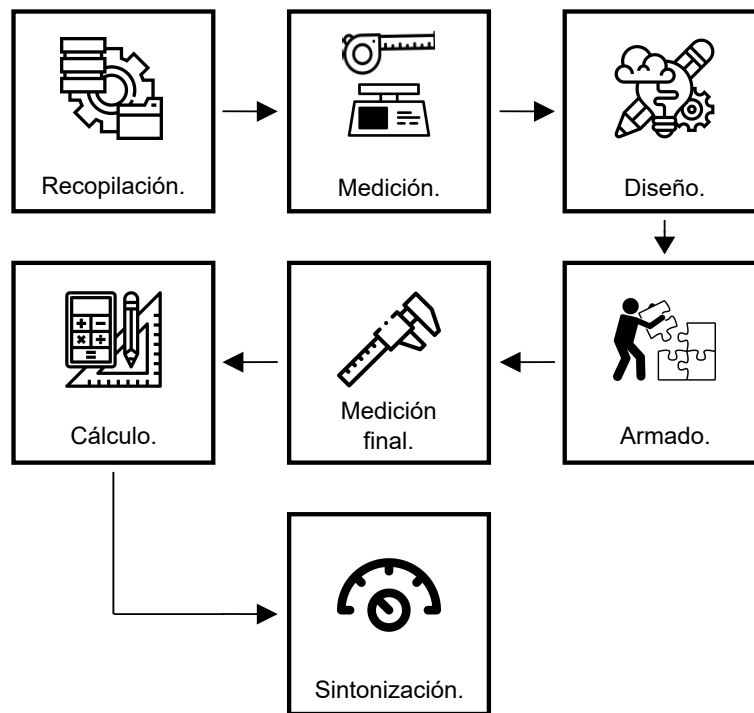 Recopilación.
Medición.
Diseño.
Cálculo.
Medición
final.
Armado.
Sintonización.